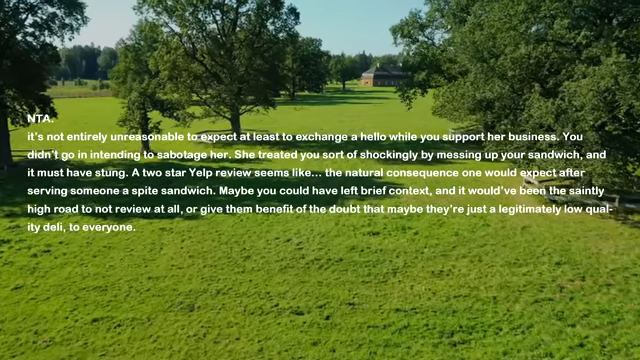 NTA.
it's not entirely unreasonable to expect at least to exchange a hello while you support her business. You
didn't go in intending to sabotage her. She treated you sort of shockingly by messing up your sandwich, and
it must have stung. A two star Yelp review seems like... the natural consequence one would expect after
serving someone a spite sandwich. Maybe you could have left brief context, and it would've been the saintly
high road to not review at all, or give them benefit of the doubt that maybe they're just a legitimately low qual-
ity deli, to everyone.